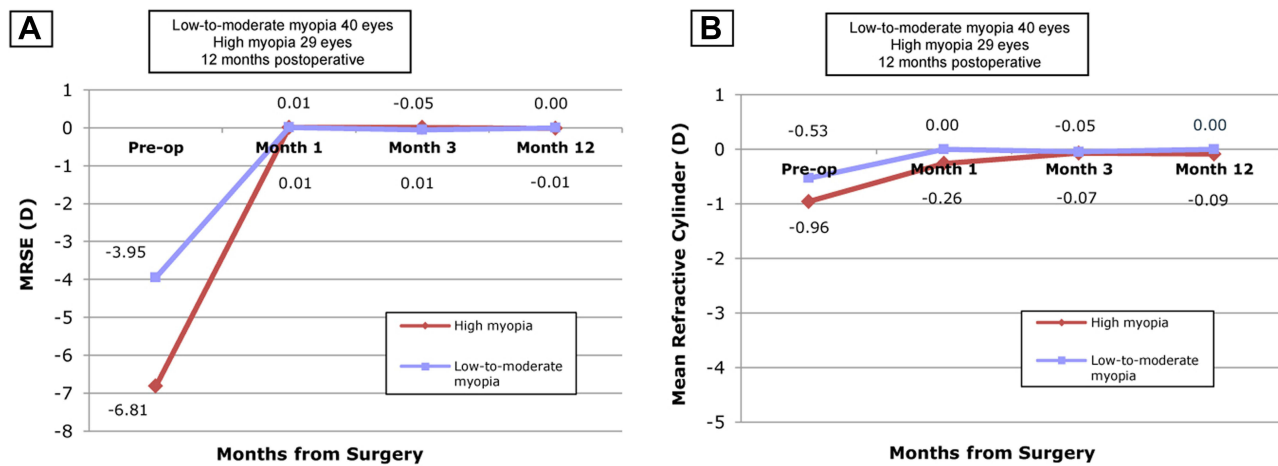 A
Low-to-moderate myopia 40 eyes
High myopia 29 eyes
12 months postoperative
MRSE (D)
1
0
-1
-2
-3
-4
-5
-6
-7
-8
0.01
-0.05
0.00
Pre-op
Month 1
Month 3
Month 12
0.01
0.01
-0.01
-3.95
-6.81
High myopia
Low-to-moderate
myopia
Months from Surgery
B
Low-to-moderate myopia 40 eyes
High myopia 29 eyes
12 months postoperative
Mean Refractive Cylinder (D)
1
0
-1
-2
-3
-4
-5
-0.53
0.00
-0.05
0.00
Pre-op
Month 1
Month 3
Month 12
-0.96
-0.26
-0.07
-0.09
High myopia
Low-to-moderate
myopia
Months from Surgery